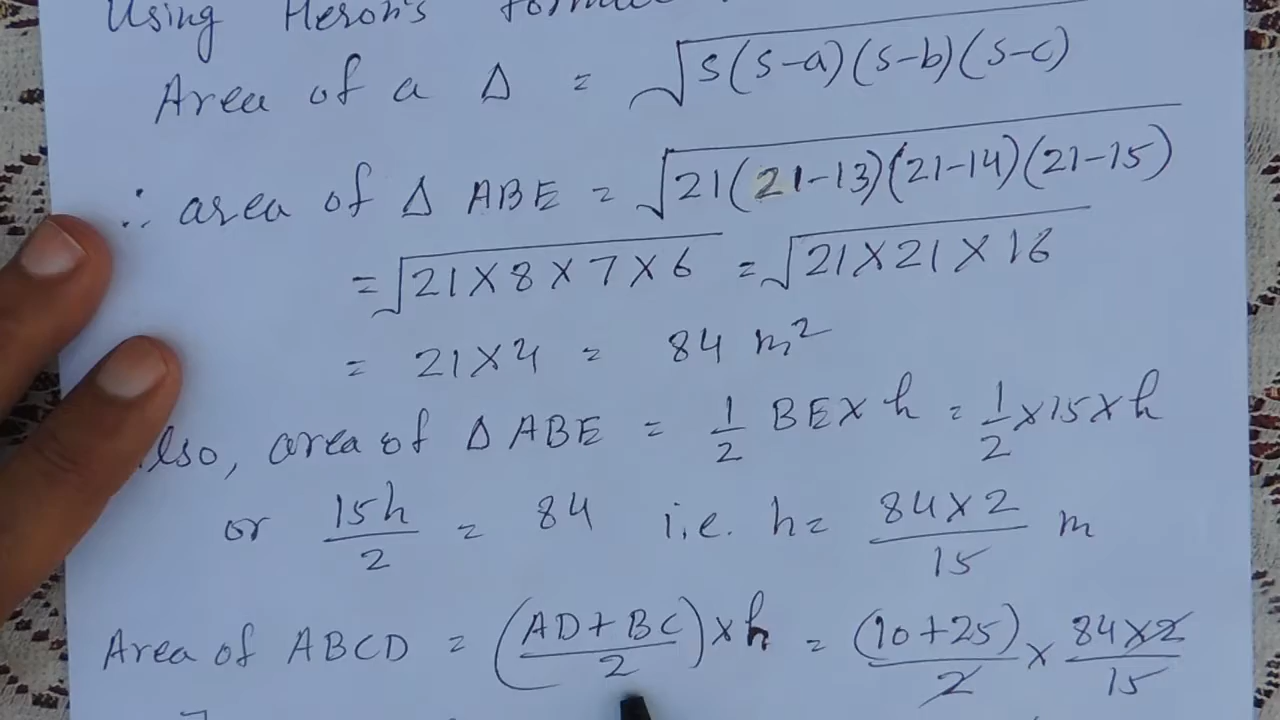 Using Heron's formula
Area of a Δ = √s(s-a)(s-b)(s-c)
∴ area of Δ ABE = √21(21-13)(21-14)(21-15)
= √21×8×7×6 = √21×21×16
= 21×4 = 84 m²
lso, area of Δ ABE = 1/2 BE×h = 1/2 ×15×h
or 15h/2 = 84 i.e. h = 84×2/15 m
Area of ABCD = (AD+BC/2)×h = (10+25)/2 × 84×2/15